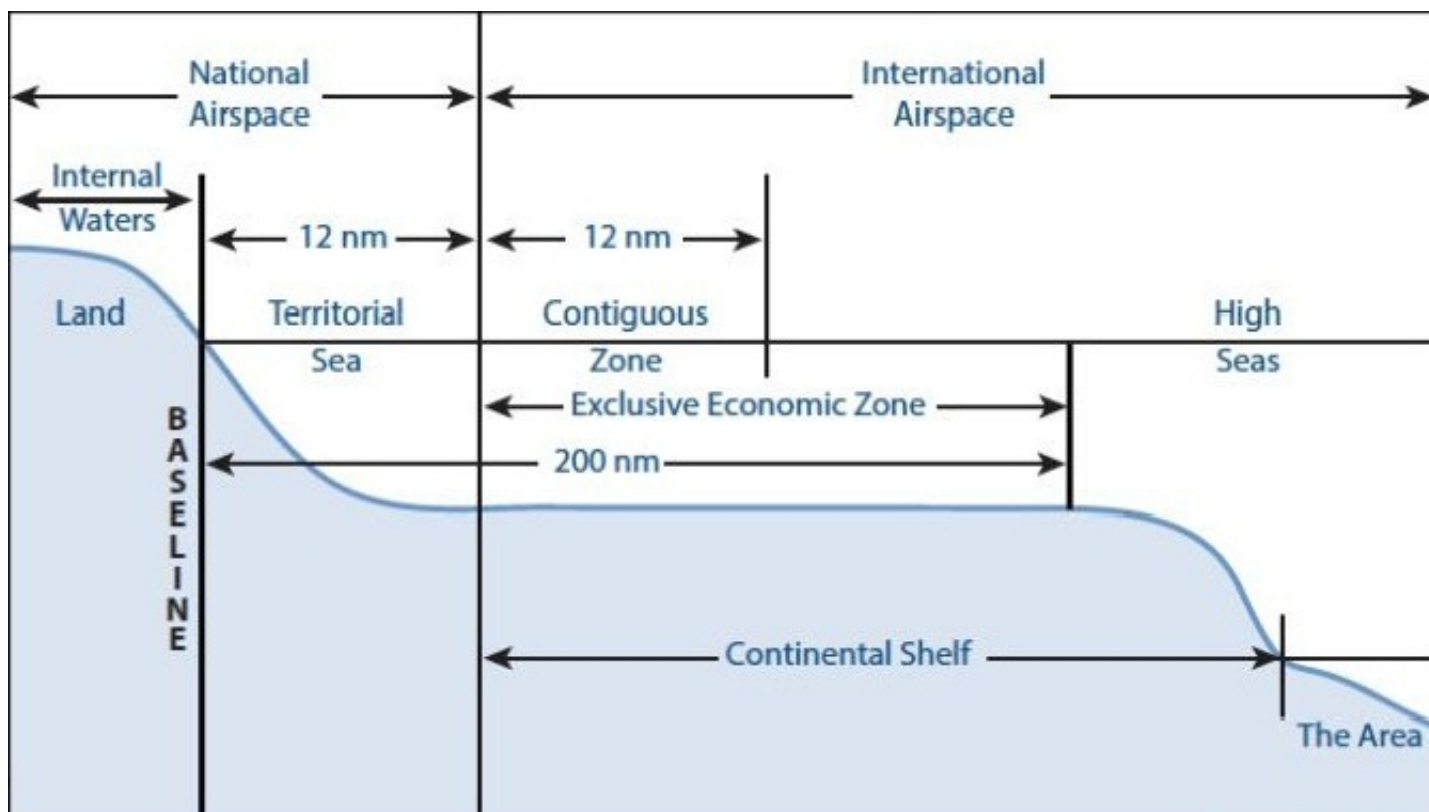 National
Airspace
International
Airspace
Internal
Waters
12 nm
12 nm
Land
Territorial
Sea
Contiguous
Zone
High
Seas
Exclusive Economic Zone
200 nm
BASELINE
Continental Shelf
The Area